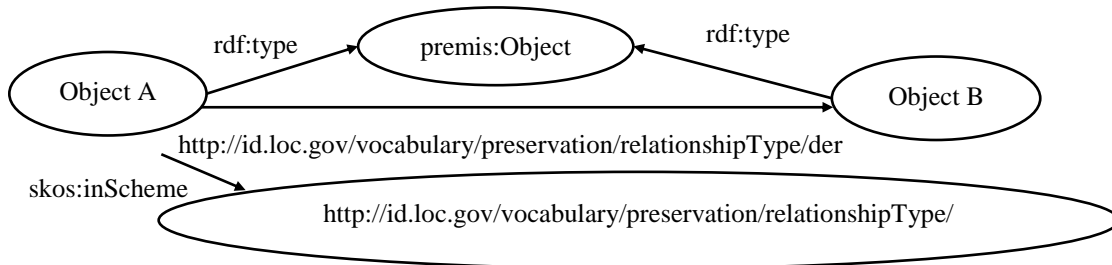 rdf:type
premis:Object
rdf:type
Object A
Object B
http://id.loc.gov/vocabulary/preservation/relationshipType/der
skos:inScheme
http://id.loc.gov/vocabulary/preservation/relationshipType/